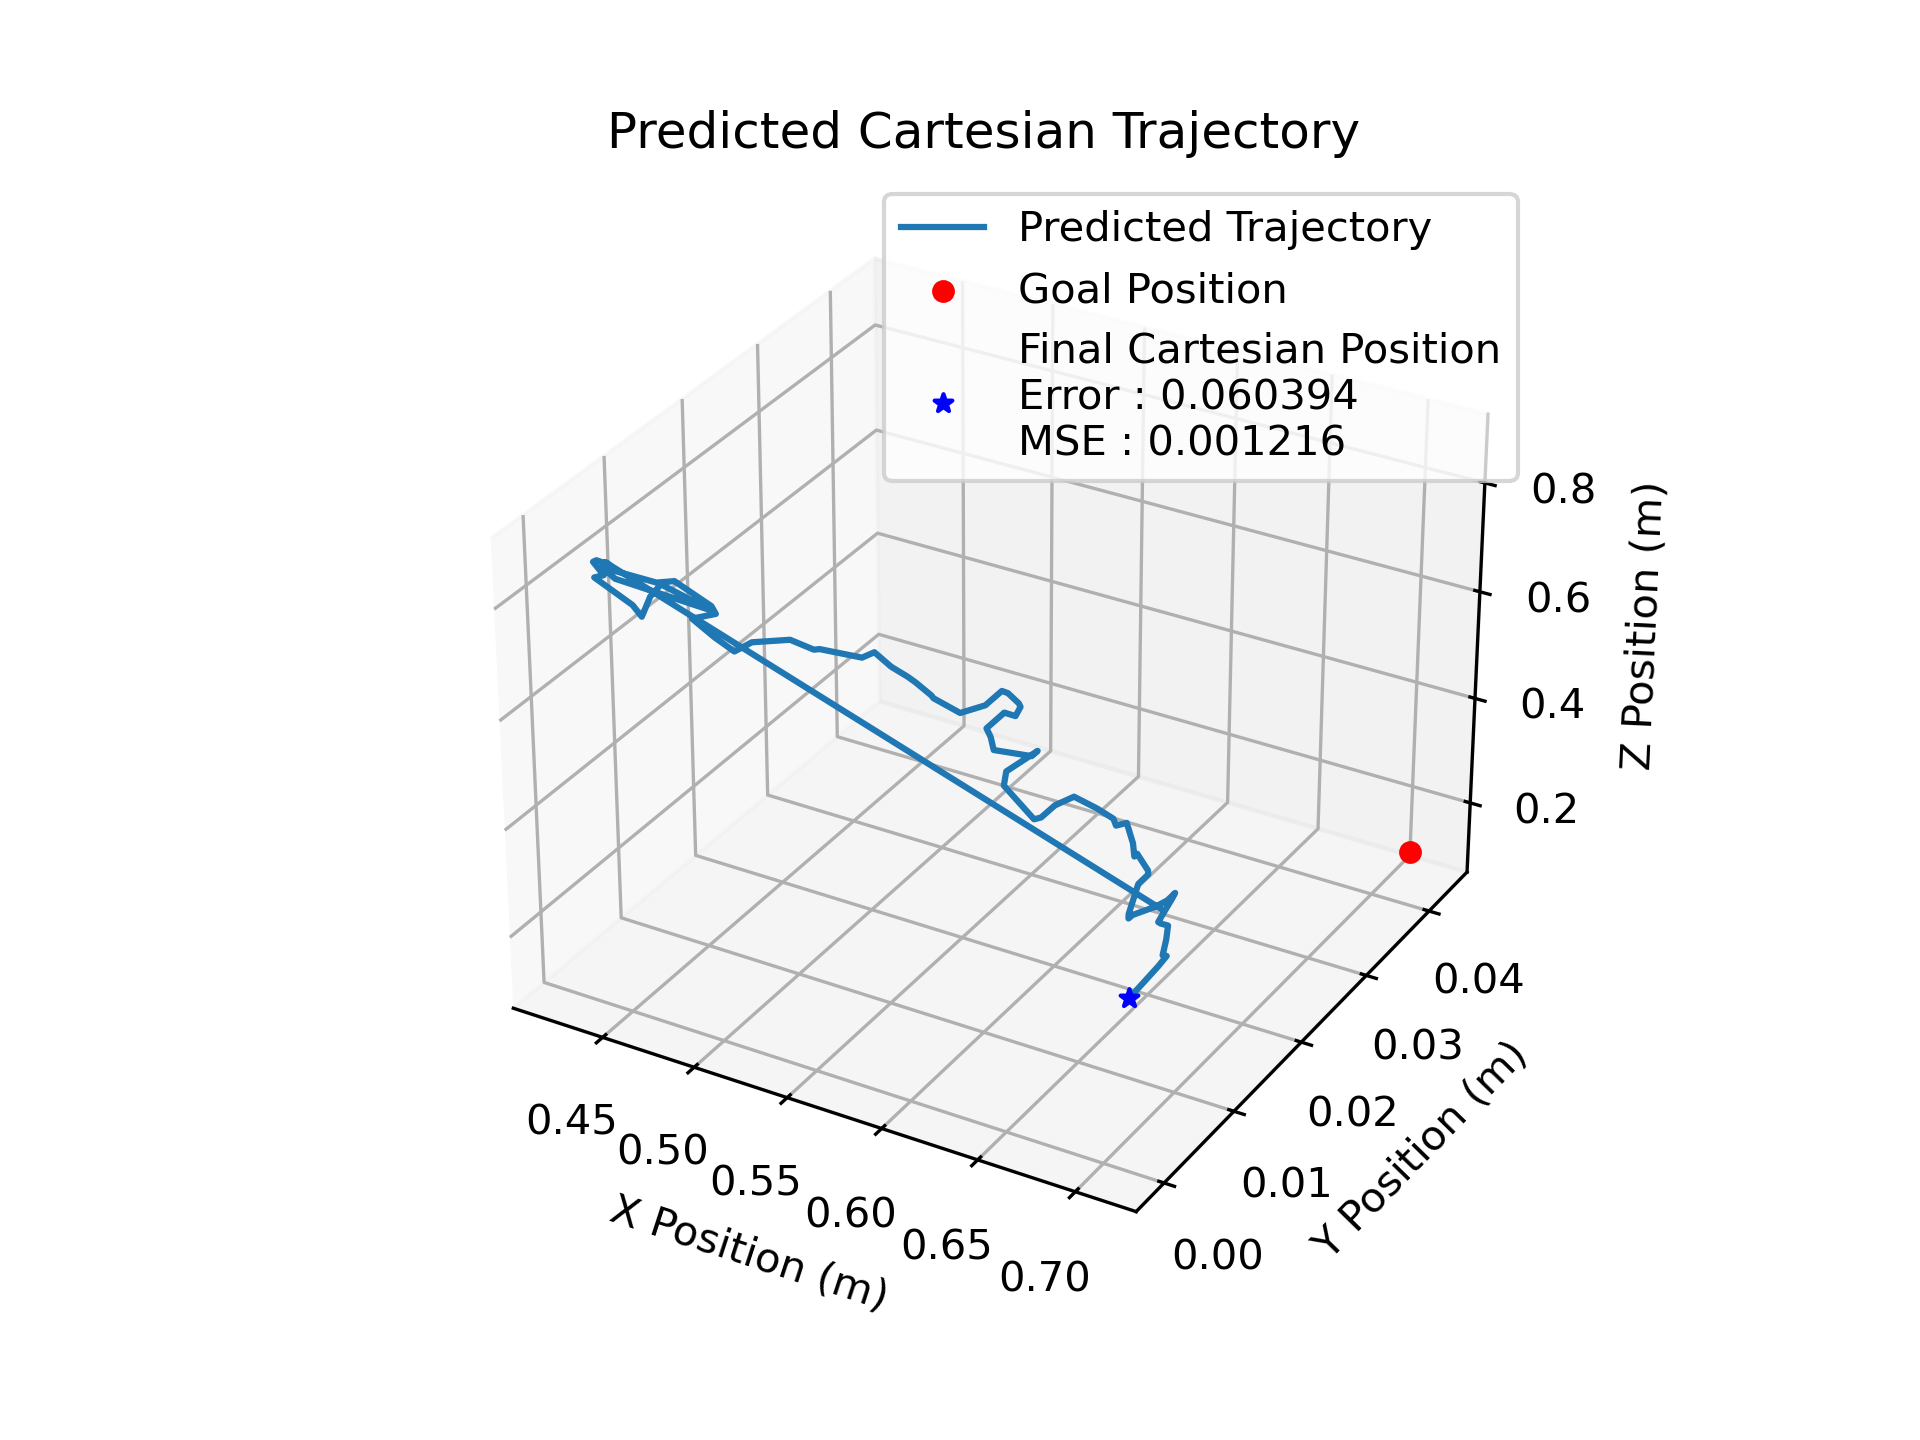 Predicted Cartesian Trajectory
Predicted Trajectory
Goal Position
Final Cartesian Position
Error : 0.060394
MSE : 0.001216
0.8
0.6
0.4
0.2
Z Position (m)
0.04
0.03
0.02
0.01
0.00
Y Position (m)
0.45
0.50
0.55
0.60
0.65
0.70
X Position (m)